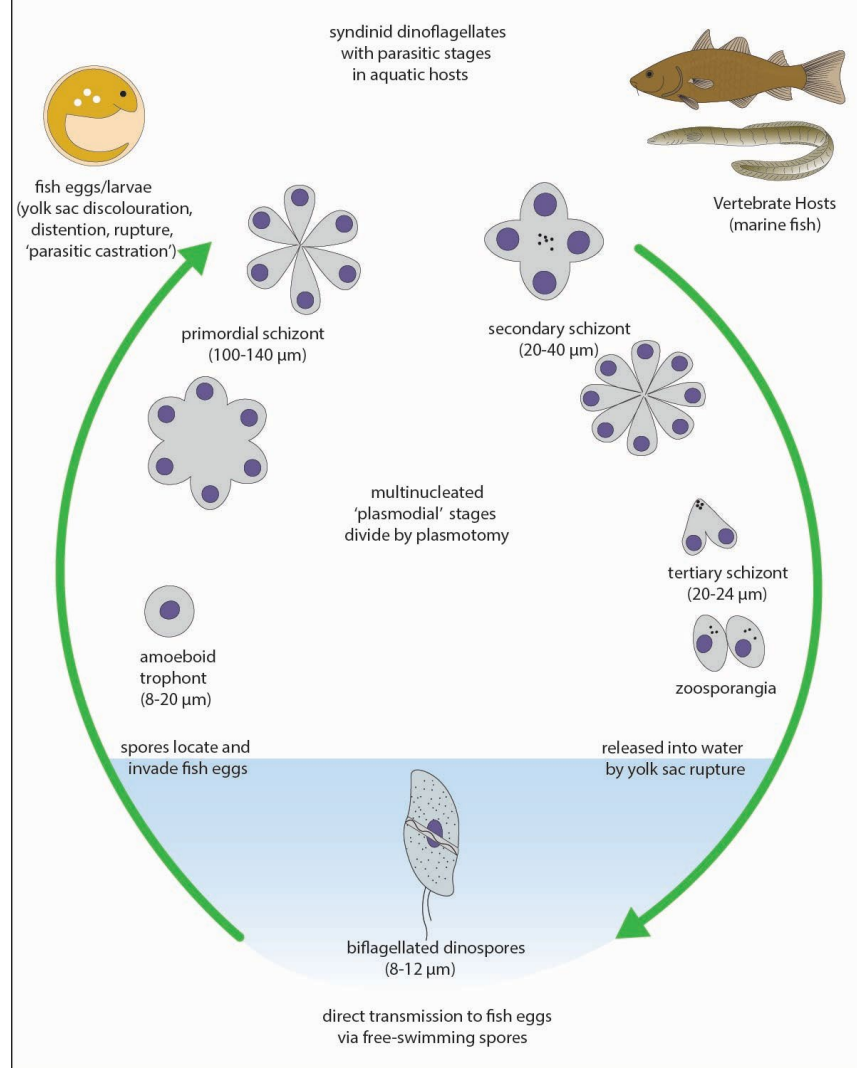 syndinid dinoflagellates
with parasitic stages
in aquatic hosts
fish eggs/larvae
(yolk sac discolouration,
distention, rupture,
‘parasitic castration’)
Vertebrate Hosts
(marine fish)
primordial schizont
(100-140 µm)
secondary schizont
(20-40 µm)
multinucleated
‘plasmodial’ stages
divide by plasmotomy
tertiary schizont
(20-24 µm)
amoeboid
trophont
(8-20 µm)
zoosporangia
spores locate and
invade fish eggs
released into water
by yolk sac rupture
biflagellated dinospores
(8-12 µm)
direct transmission to fish eggs
via free-swimming spores